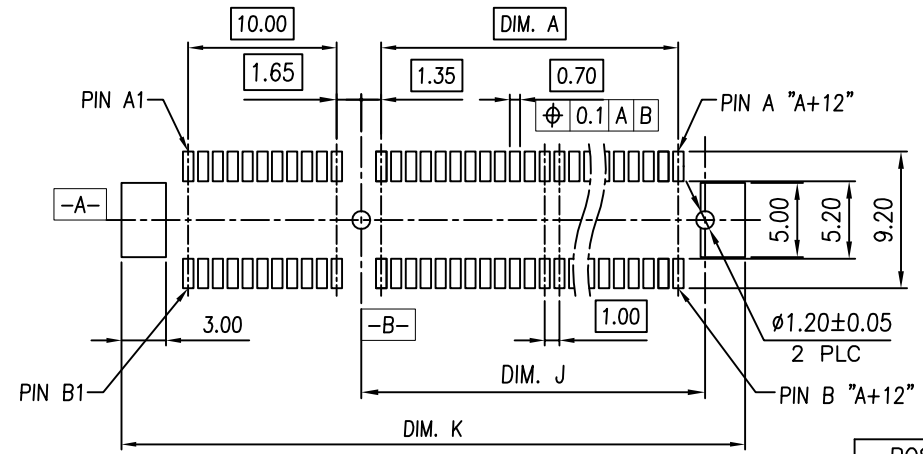 10.00
DIM. A
1.65
1.35
0.70
PIN A1
⌖ 0.1 A B
PIN A "A+12"
-A-
5.00
5.20
9.20
3.00
-B-
1.00
ø1.20±0.05
2 PLC
DIM. J
PIN B1
PIN B "A+12"
DIM. K